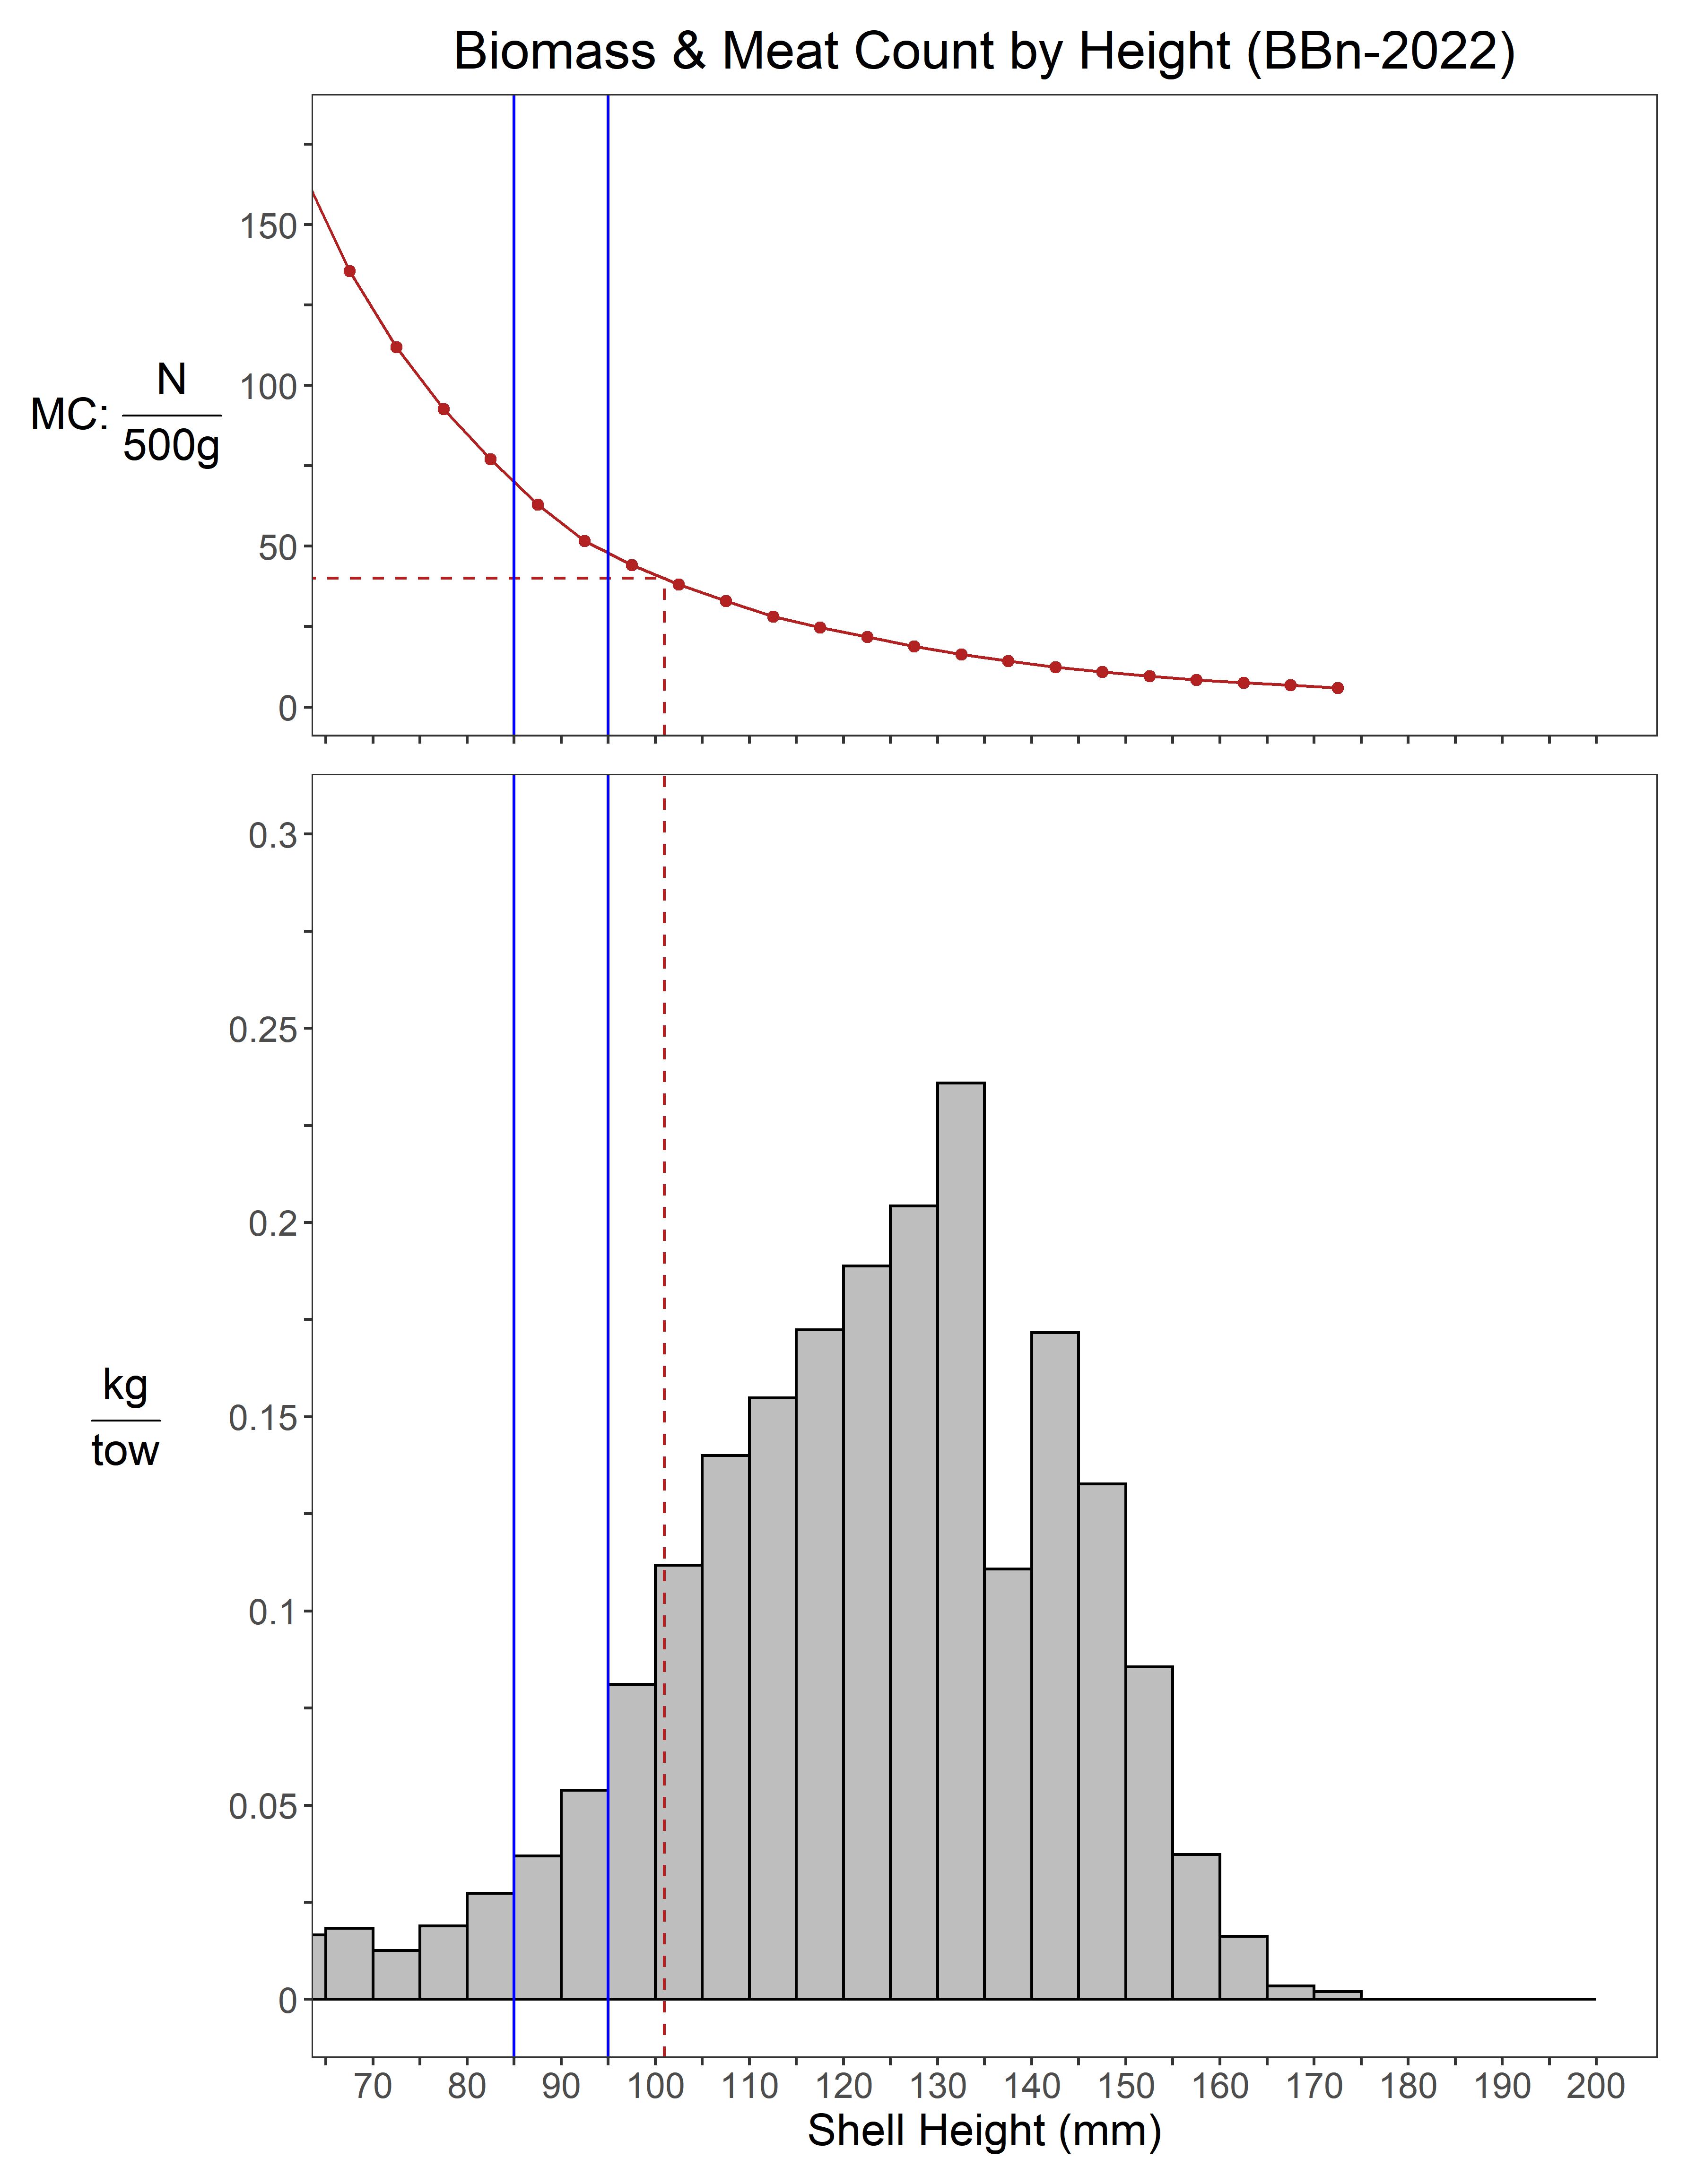 Biomass & Meat Count by Height (BBn-2022)
150
100
50
0
MC: N
500g
0.3
0.25
0.2
0.15
0.1
0.05
0
kg
tow
70 80 90 100 110 120 130 140 150 160 170 180 190 200
Shell Height (mm)